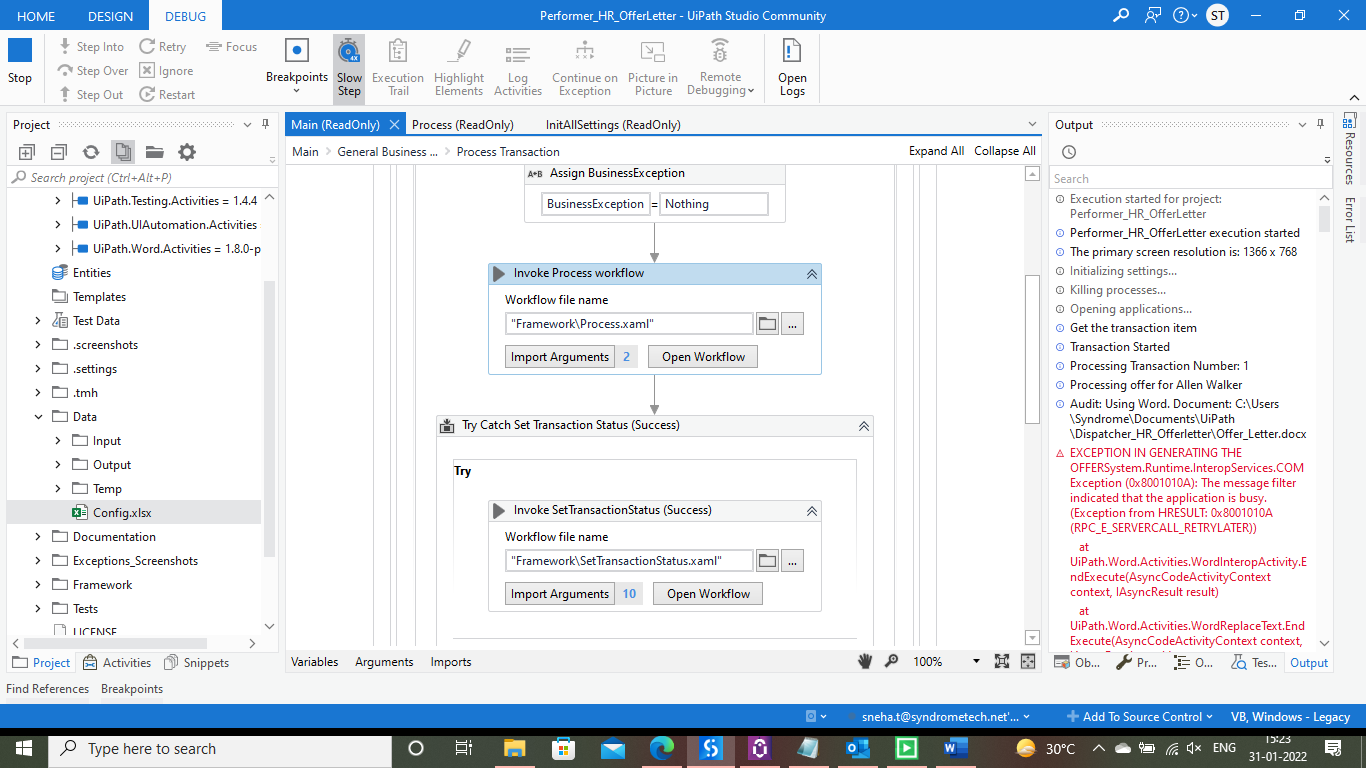 HOME
DESIGN
DEBUG
Performer_HR_OfferLetter - UiPath Studio Community
ST
Stop
Step Into
Step Over
Step Out
Retry
Ignore
Restart
Focus
Breakpoints
Slow
Step
Execution
Trail
Highlight
Elements
Log
Activities
Continue on
Exception
Picture in
Picture
Remote
Debugging
Open
Logs
Project
Search project (Ctrl+Alt+P)
UiPath.Testing.Activities = 1.4.4
UiPath.UIAutomation.Activities
UiPath.Word.Activities = 1.8.0-p
Entities
Templates
Test Data
.screenshots
.settings
.tmh
Data
Input
Output
Temp
Config.xlsx
Documentation
Exceptions_Screenshots
Framework
Tests
LICENSE
Project
Activities
Snippets
Find References
Breakpoints
Main (ReadOnly)
Process (ReadOnly)
InitAllSettings (ReadOnly)
Main
General Business ...
Process Transaction
Expand All
Collapse All
A+B Assign BusinessException
BusinessException = Nothing
Invoke Process workflow
Workflow file name
"Framework\Process.xaml"
...
Import Arguments 2
Open Workflow
Try Catch Set Transaction Status (Success)
Try
Invoke SetTransactionStatus (Success)
Workflow file name
"Framework\SetTransactionStatus.xaml"
...
Import Arguments 10
Open Workflow
Variables
Arguments
Imports
100%
Output
Search
Execution started for project:
Performer_HR_OfferLetter
Performer_HR_OfferLetter execution started
The primary screen resolution is: 1366 x 768
Initializing settings...
Killing processes...
Opening applications...
Get the transaction item
Transaction Started
Processing Transaction Number: 1
Processing offer for Allen Walker
Audit: Using Word. Document: C:\Users
\Syndrome\Documents\UiPath
\Dispatcher_HR_Offerletter\Offer_Letter.docx
EXCEPTION IN GENERATING THE
OFFERSystem.Runtime.InteropServices.COM
Exception (0x8001010A): The message filter
indicated that the application is busy.
(Exception from HRESULT: 0x8001010A
(RPC_E_SERVERCALL_RETRYLATER))
at
UiPath.Word.Activities.WordInteropActivity.E
ndExecute(AsyncCodeActivityContext
context, IAsyncResult result)
at
UiPath.Word.Activities.WordReplaceText.End
Execute(AsyncCodeActivityContext context,
Ob...
Pr...
O...
Tes...
Output
Resources
Error List
sneha.t@syndrometech.net'...
Add To Source Control
VB, Windows - Legacy
Type here to search
30°C
ENG
15:23
31-01-2022